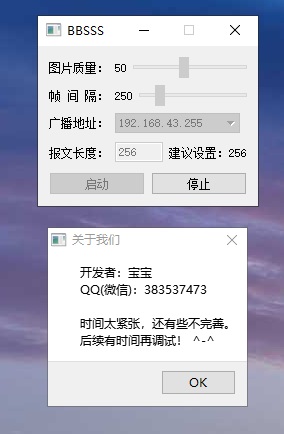 BBSSS
图片质量： 50
帧 间 隔： 250
广播地址： 192.168.43.255
报文长度： 256 建议设置：256
启动 停止
关于我们
开发者：宝宝
QQ(微信)：383537473
时间太紧张，还有些不完善。
后续有时间再调试！ ^-^
OK